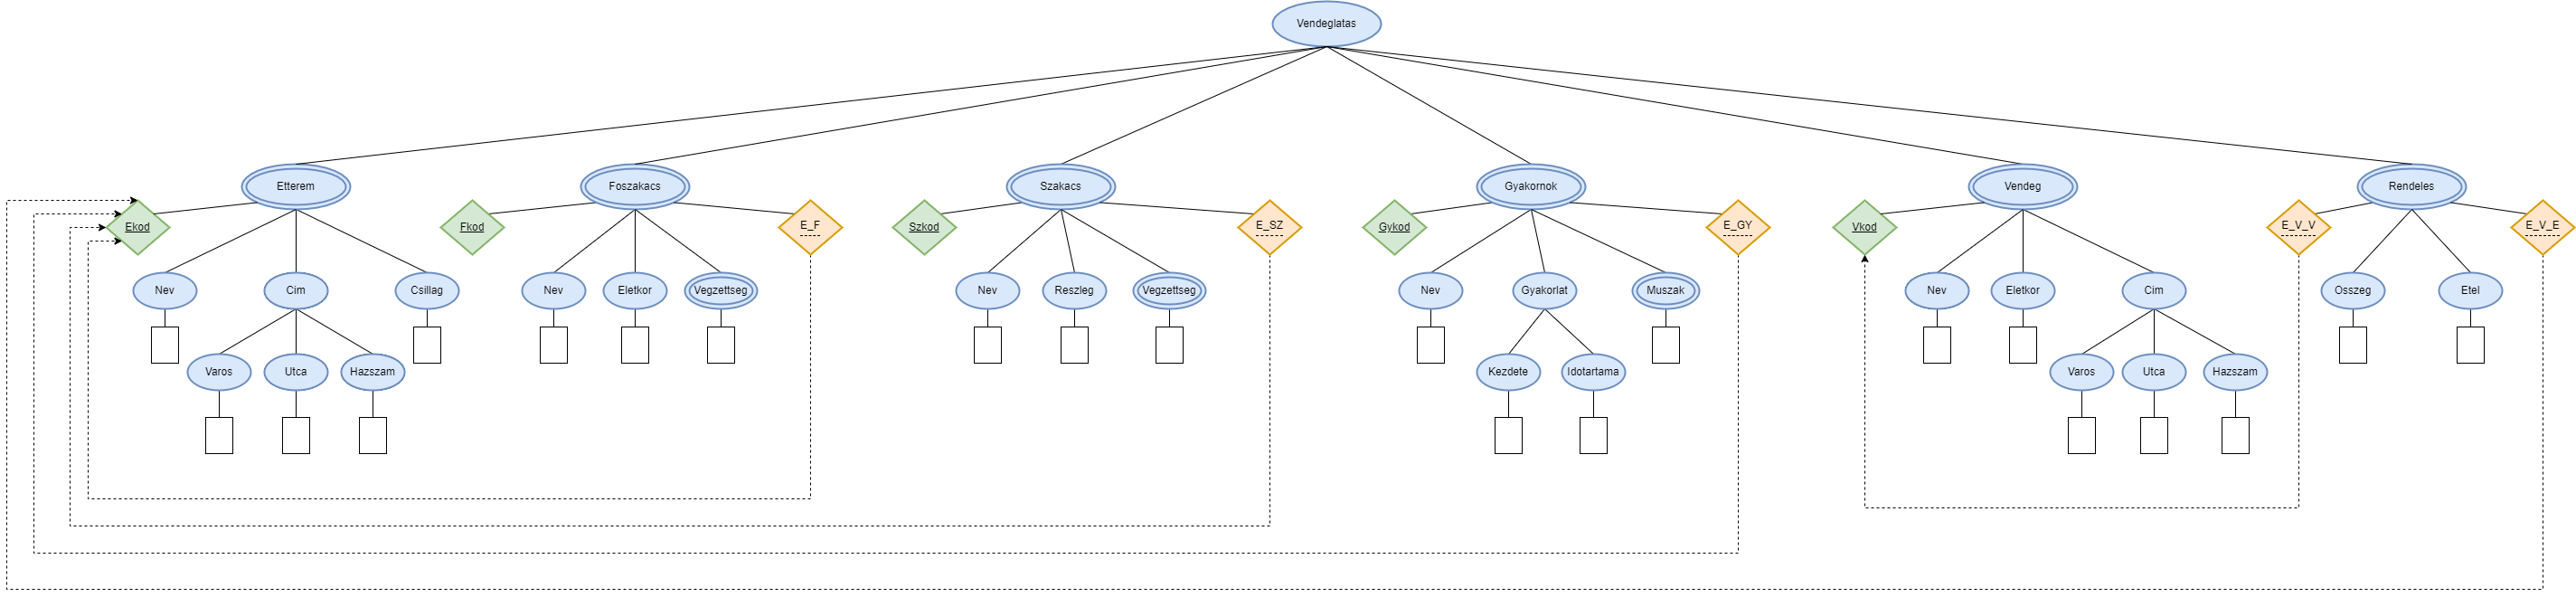 Vendeglatas
Etterem
Foszakacs
Szakacs
Gyakornok
Vendeg
Rendeles
Ekod
Fkod
E_F
Szkod
E_SZ
Gykod
E_GY
Vkod
E_V_V
E_V_E
Nev
Cim
Csillag
Nev
Eletkor
Vegzettseg
Nev
Reszleg
Vegzettseg
Nev
Gyakorlat
Muszak
Nev
Eletkor
Cim
Osszeg
Etel
Varos
Utca
Hazszam
Kezdete
Idotartama
Varos
Utca
Hazszam